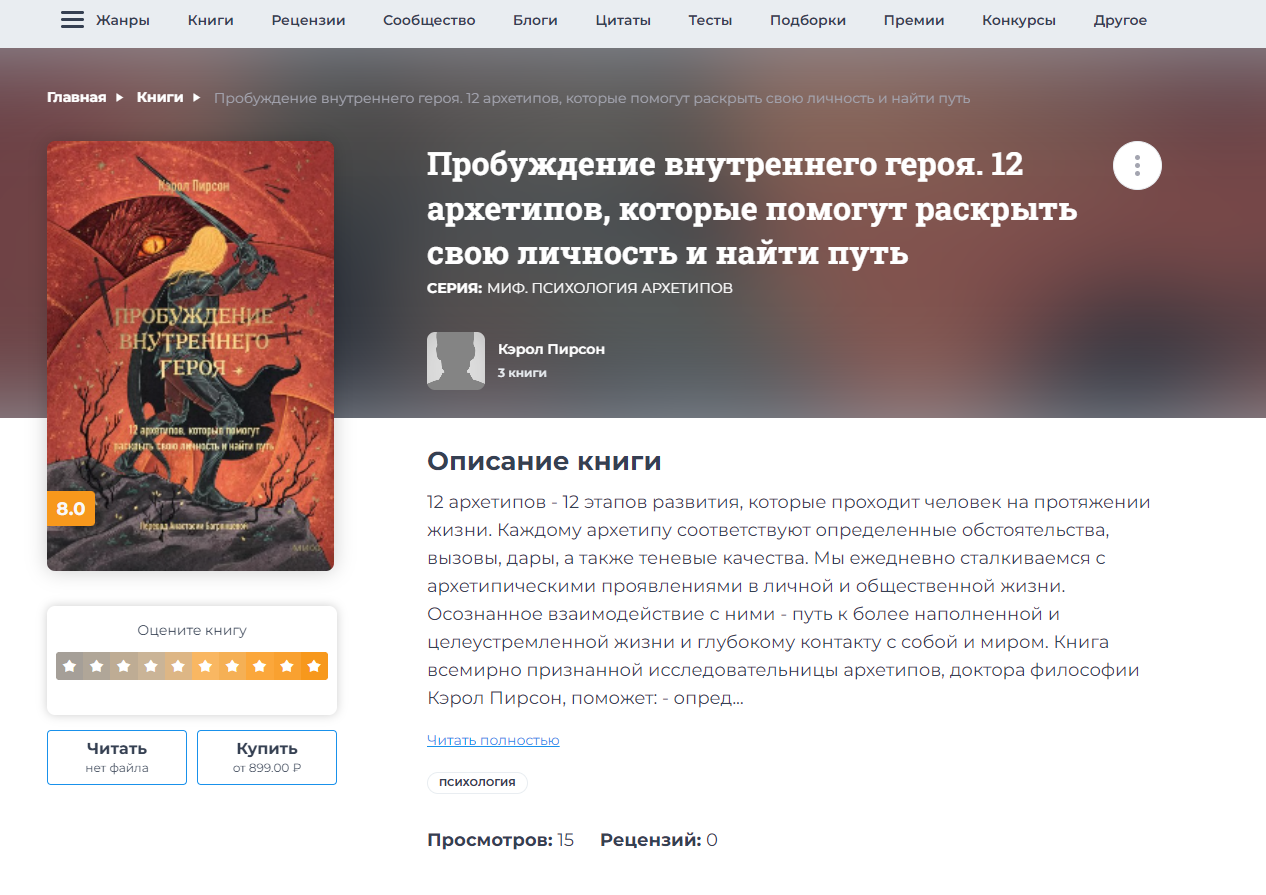 Жанры Книги Рецензии Сообщество Блоги Цитаты Тесты Подборки Премии Конкурсы Другое
Главная Книги Пробуждение внутреннего героя. 12 архетипов, которые помогут раскрыть свою личность и найти путь
Кэрол Пирсон
ПРОБУЖДЕНИЕ
ВНУТРЕННЕГО
ГЕРОЯ
12 архетипов, которые помогут
раскрыть свою личность и найти путь
8.0
Перевод Анастасии
Оцените книгу
Читать
нет файла
Купить
от 899.00 ₽
Пробуждение внутреннего героя. 12
архетипов, которые помогут раскрыть
свою личность и найти путь
СЕРИЯ: МИФ. ПСИХОЛОГИЯ АРХЕТИПОВ
Кэрол Пирсон
3 книги
Описание книги
12 архетипов - 12 этапов развития, которые проходит человек на протяжении
жизни. Каждому архетипу соответствуют определенные обстоятельства,
вызовы, дары, а также теневые качества. Мы ежедневно сталкиваемся с
архетипическими проявлениями в личной и общественной жизни.
Осознанное взаимодействие с ними - путь к более наполненной и
целеустремленной жизни и глубокому контакту с собой и миром. Книга
всемирно признанной исследовательницы архетипов, доктора философии
Кэрол Пирсон, поможет: - опред...
Читать полностью
ПСИХОЛОГИЯ
Просмотров: 15 Рецензий: 0